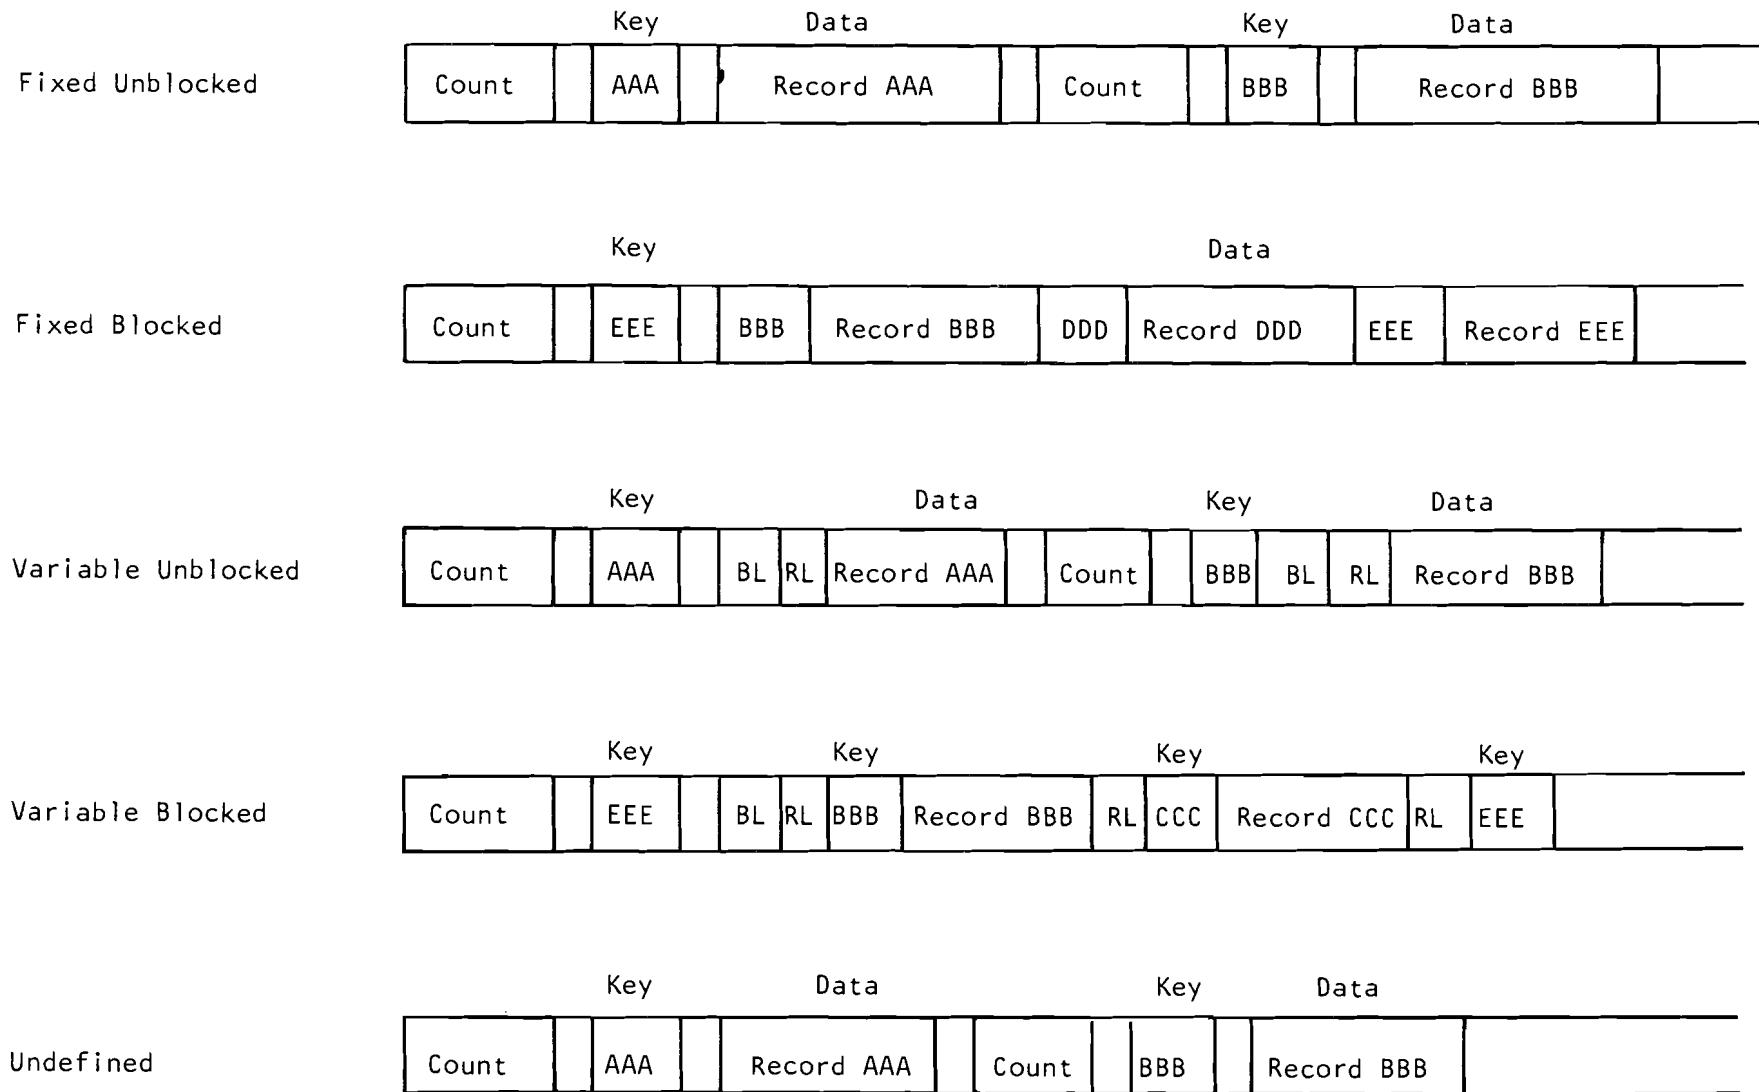 Key Data Key Data
Fixed Unblocked Count AAA Record AAA Count BBB Record BBB
Key Data
Fixed Blocked Count EEE BBB Record BBB DDD Record DDD EEE Record EEE
Key Data Key Data
Variable Unblocked Count AAA BL RL Record AAA Count BBB BL RL Record BBB
Key Key Key Key
Variable Blocked Count EEE BL RL BBB Record BBB RL CCC Record CCC RL EEE
Key Data Key Data
Undefined Count AAA Record AAA Count BBB Record BBB